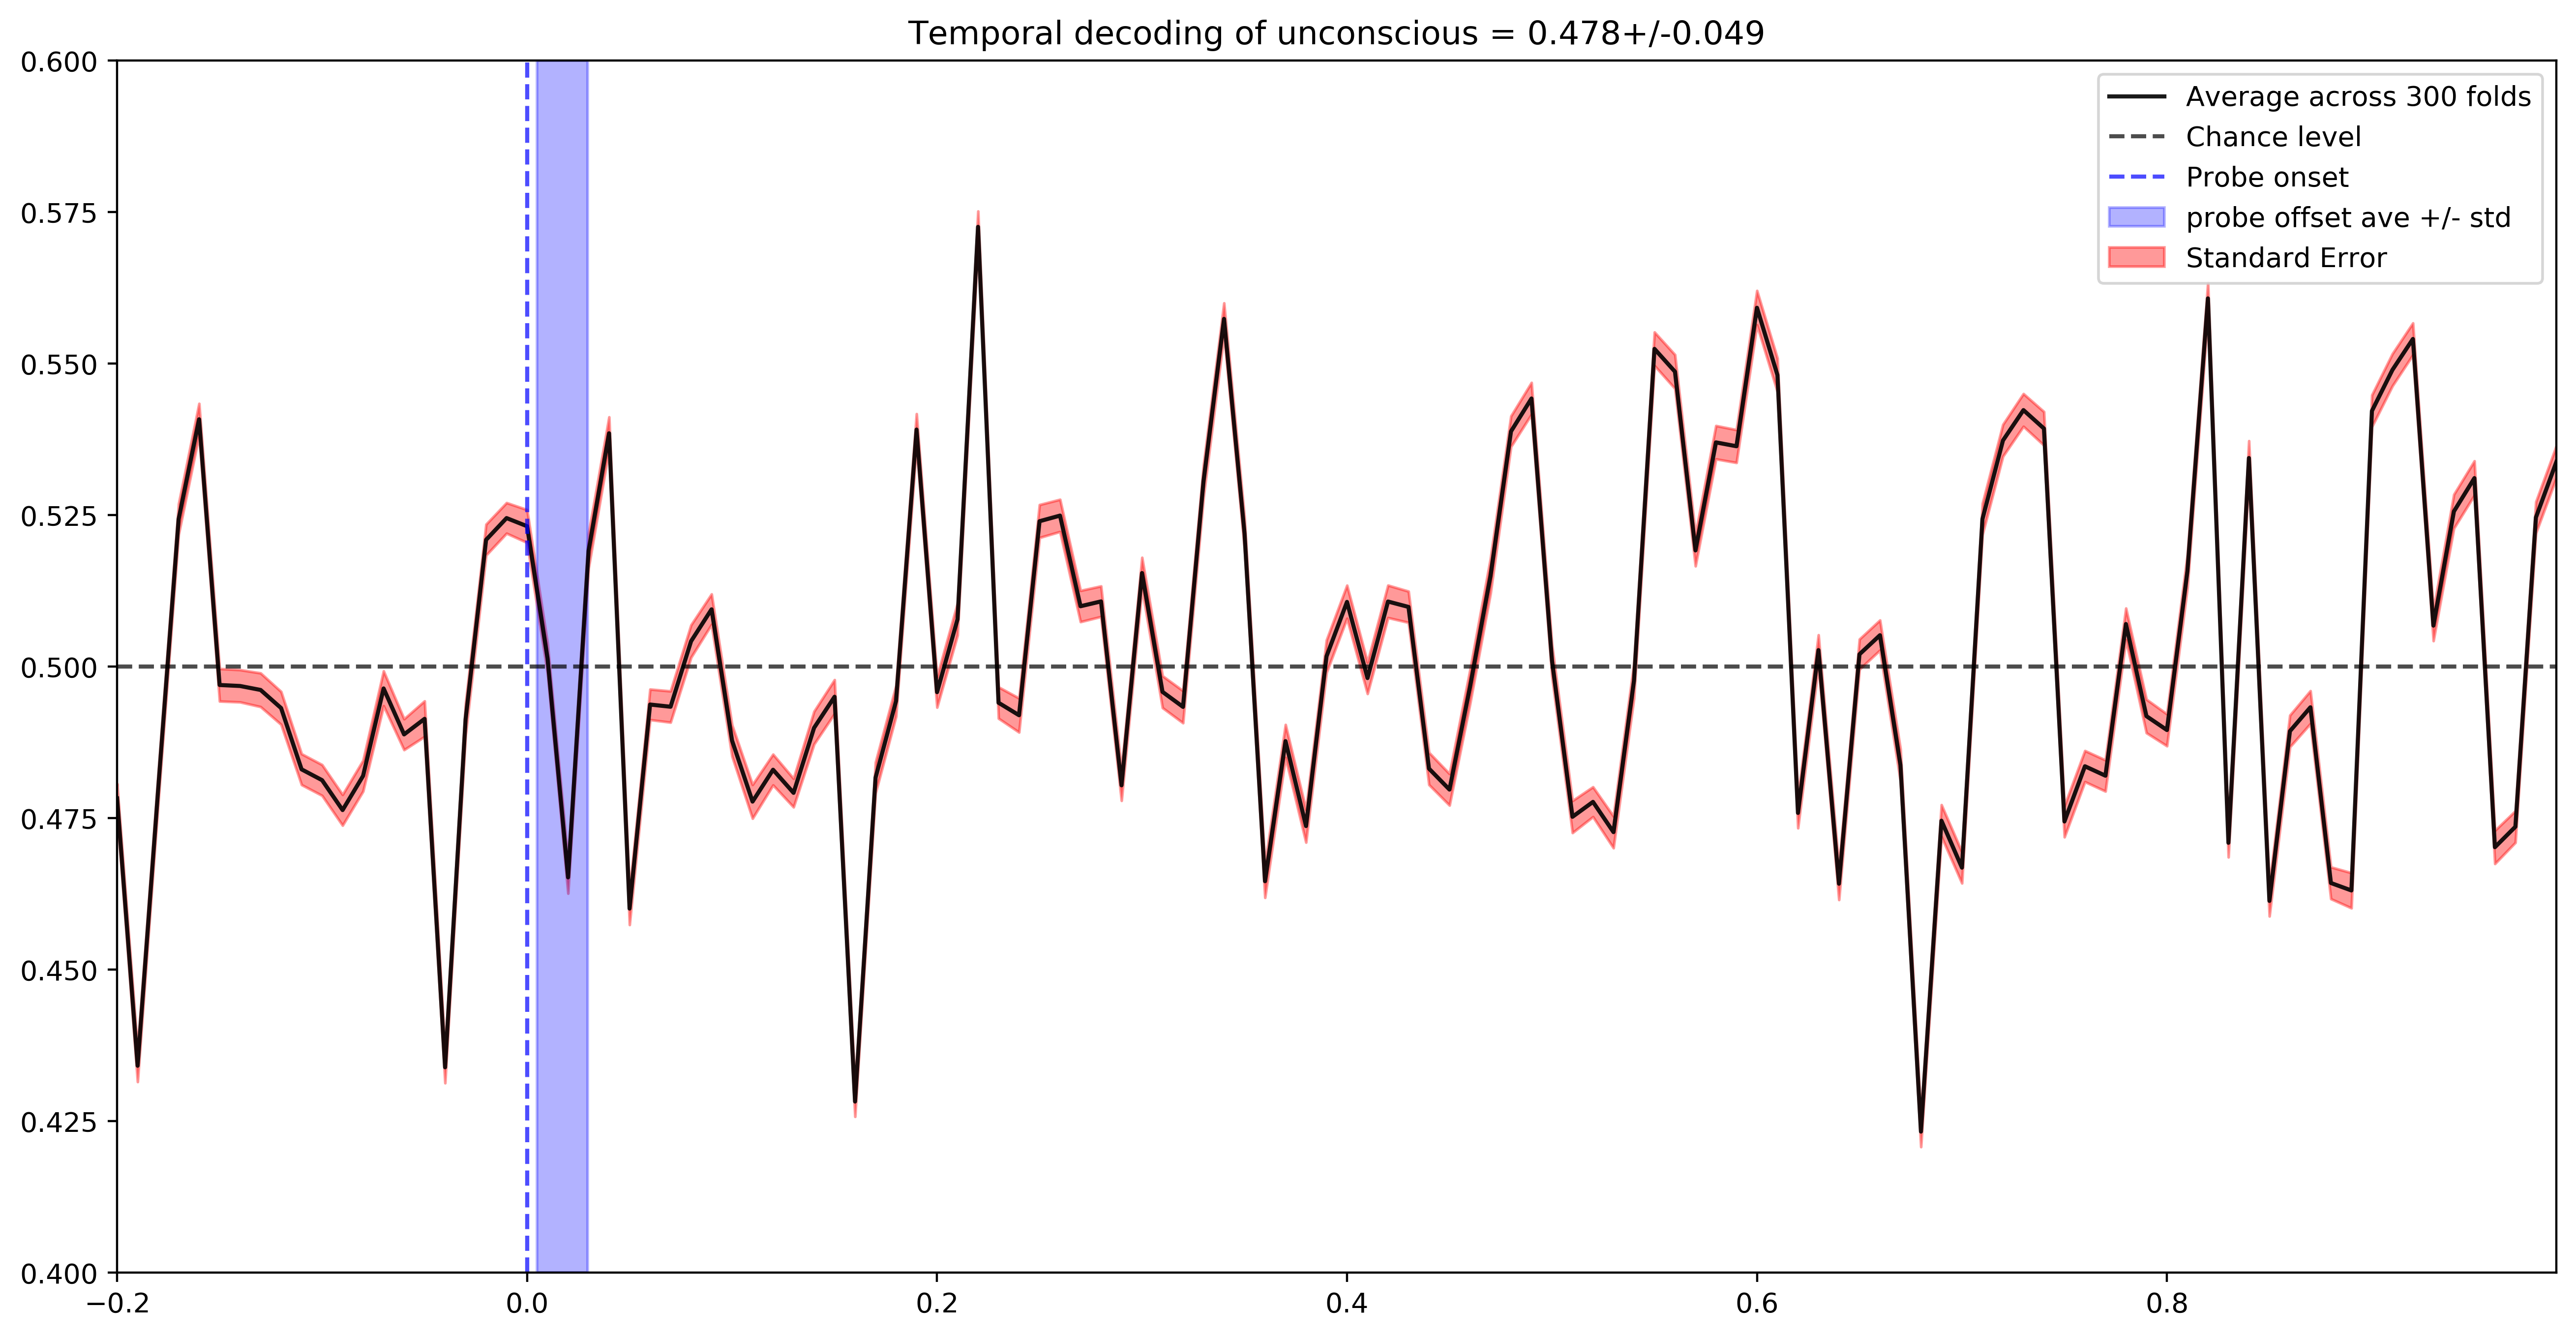 Temporal decoding of unconscious = 0.478+/-0.049
0.600
0.575
0.550
0.525
0.500
0.475
0.450
0.425
0.400
−0.2
0.0
0.2
0.4
0.6
0.8
Average across 300 folds
Chance level
Probe onset
probe offset ave +/- std
Standard Error